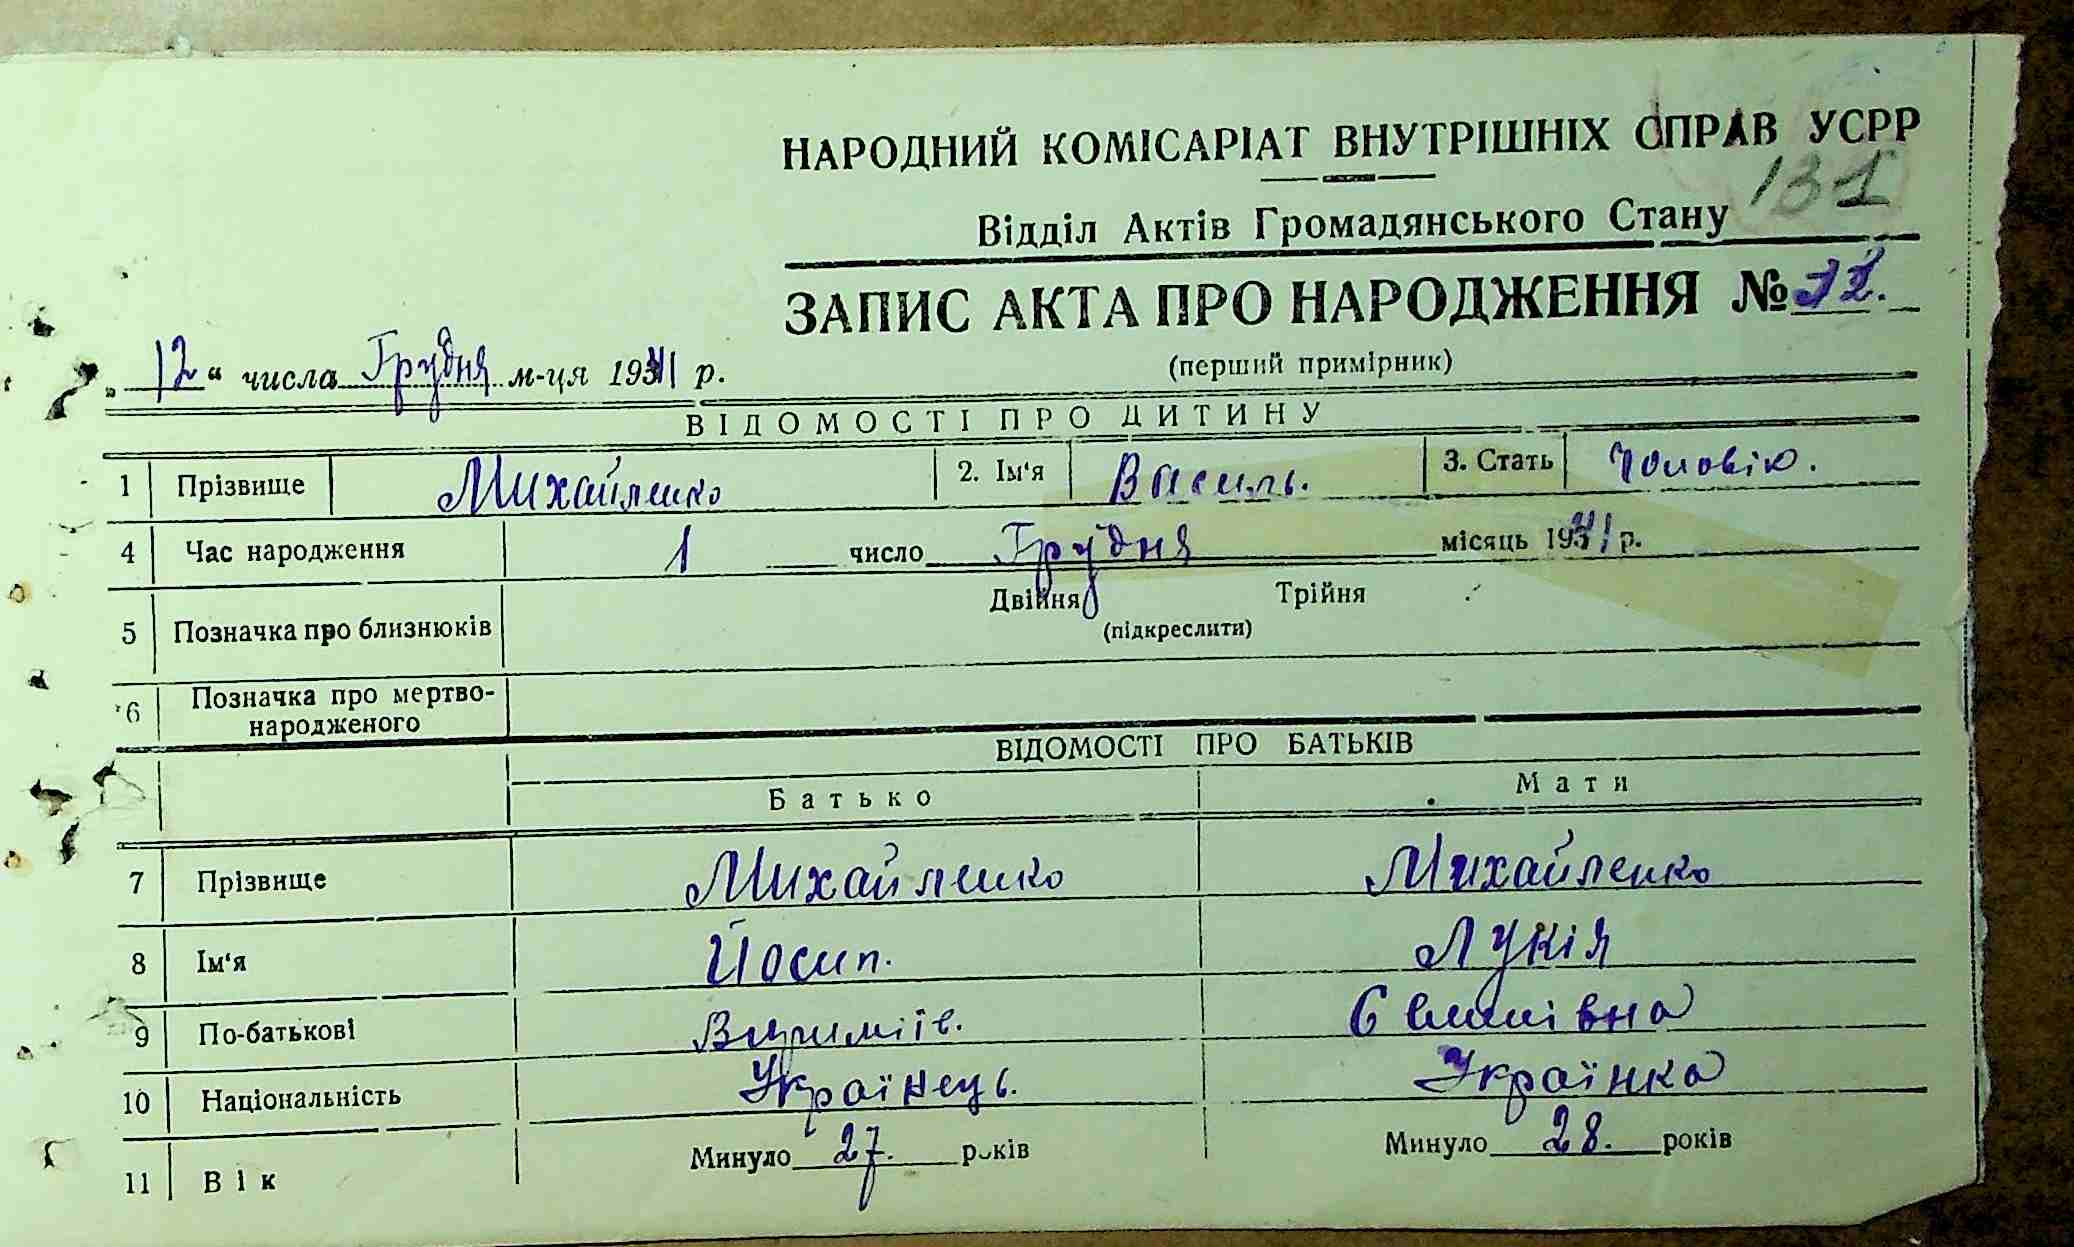 НАРОДНИЙ КОМІСАРІАТ ВНУТРІШНІХ СПРАВ УСРР
131
Відділ Актів Громадянського Стану
ЗАПИС АКТА ПРО НАРОДЖЕННЯ №
„12“ числа Грудня м-ця 1941 р.
(перший примірник)
ВІДОМОСТІ ПРО ДИТИНУ
1 Прізвище Михайленко 2. Ім‘я Василь. 3. Стать
4 Час народження 1 число Грудня місяць 1941 р.
5 Позначка про близнюків Двійня Трійня
(підкреслити)
6 Позначка про мертво-
народженого
ВІДОМОСТІ ПРО БАТЬКІВ
Батько Мати
7 Прізвище Михайленко Михайленко
8 Ім‘я Йосип. Лукія
9 По-батькові
10 Національність Українець. Українка
11 Вік Минуло 27. років Минуло 28. років